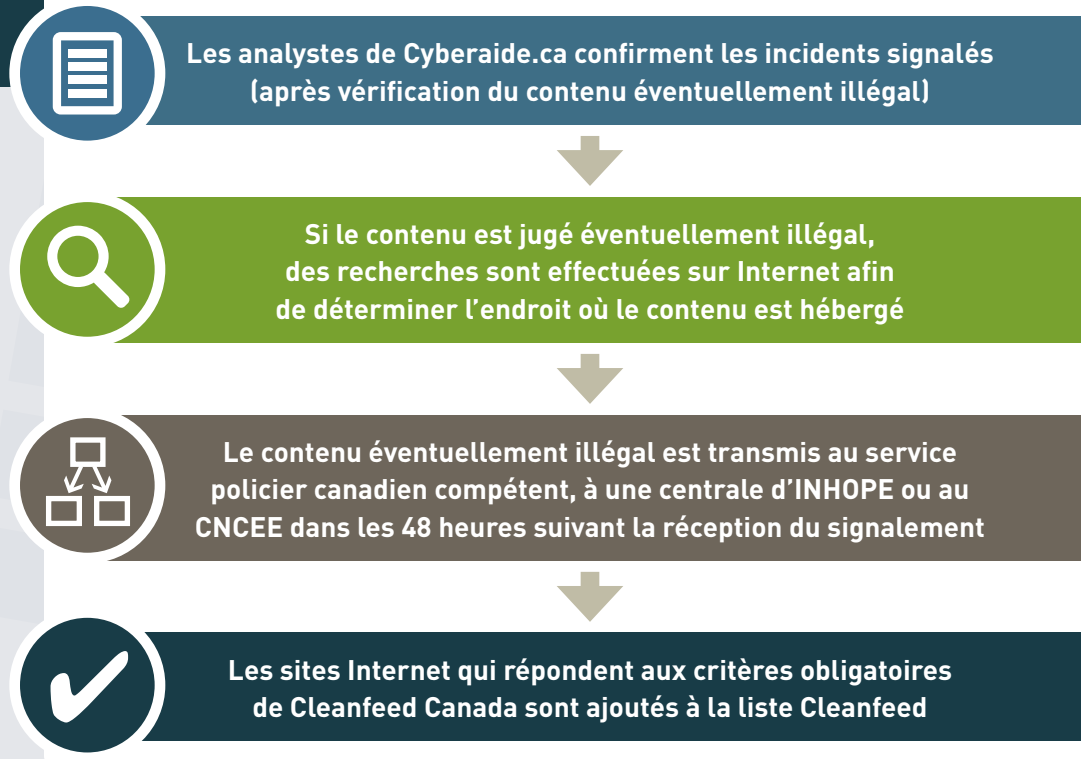 Les analystes de Cyberaide.ca confirment les incidents signalés
(après vérification du contenu éventuellement illégal)
Si le contenu est jugé éventuellement illégal,
des recherches sont effectuées sur Internet afin
de déterminer l’endroit où le contenu est hébergé
Le contenu éventuellement illégal est transmis au service
policier canadien compétent, à une centrale d’INHOPE ou au
CNCEE dans les 48 heures suivant la réception du signalement
Les sites Internet qui répondent aux critères obligatoires
de Cleanfeed Canada sont ajoutés à la liste Cleanfeed